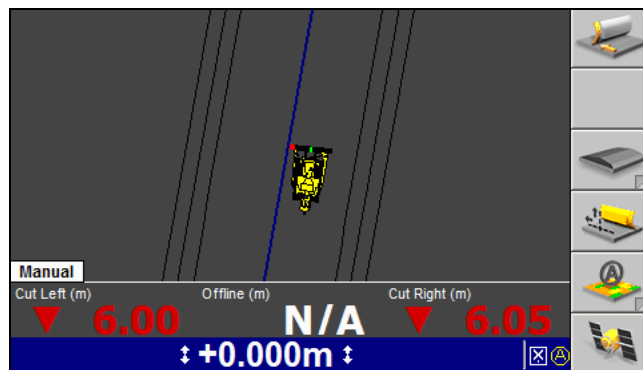 Manual
Cut Left (m) Offline (m) Cut Right (m)
▼ 6.00 N/A ▼ 6.05
↕ +0.000m ↕